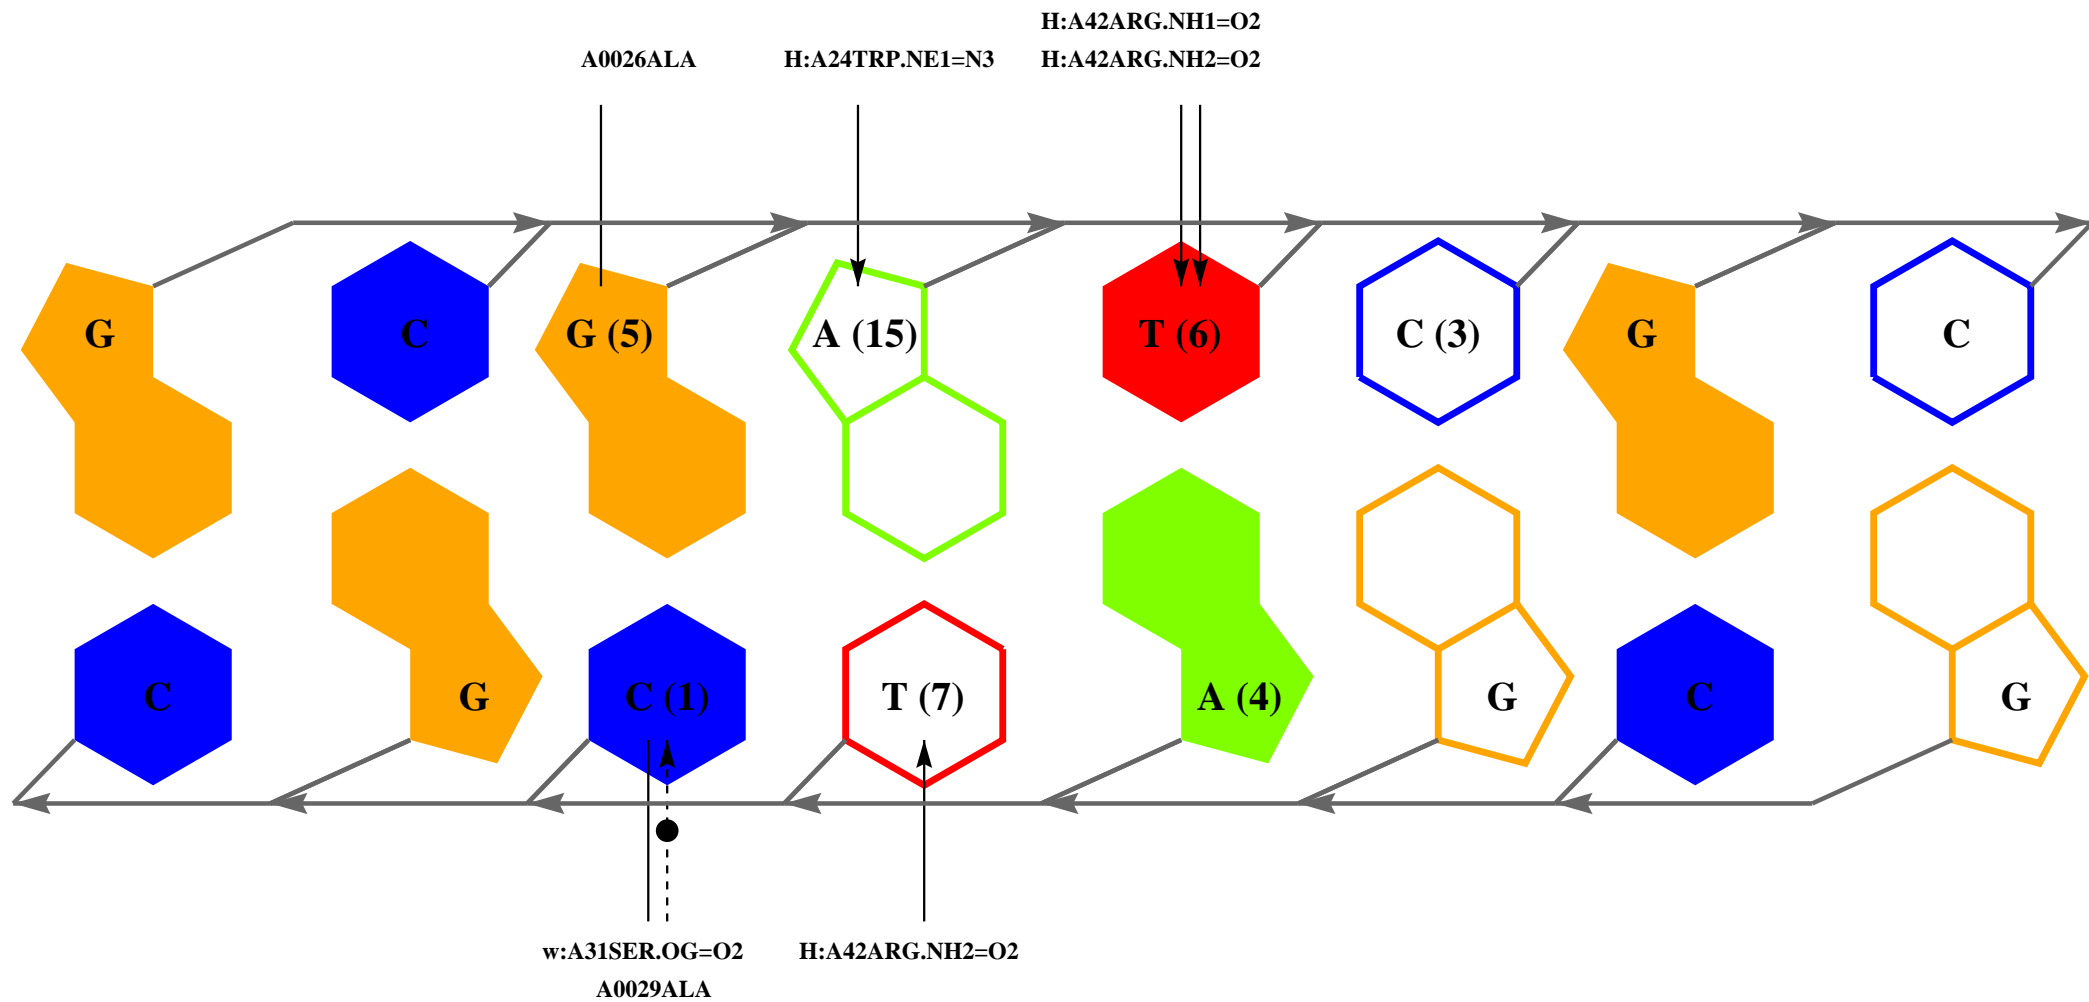 H:A42ARG.NH1=O2
A0026ALA H:A24TRP.NE1=N3 H:A42ARG.NH2=O2
G C G (5) A (15) T (6) C (3) G C
C G C (1) T (7) A (4) G C G
w:A31SER.OG=O2 H:A42ARG.NH2=O2
A0029ALA